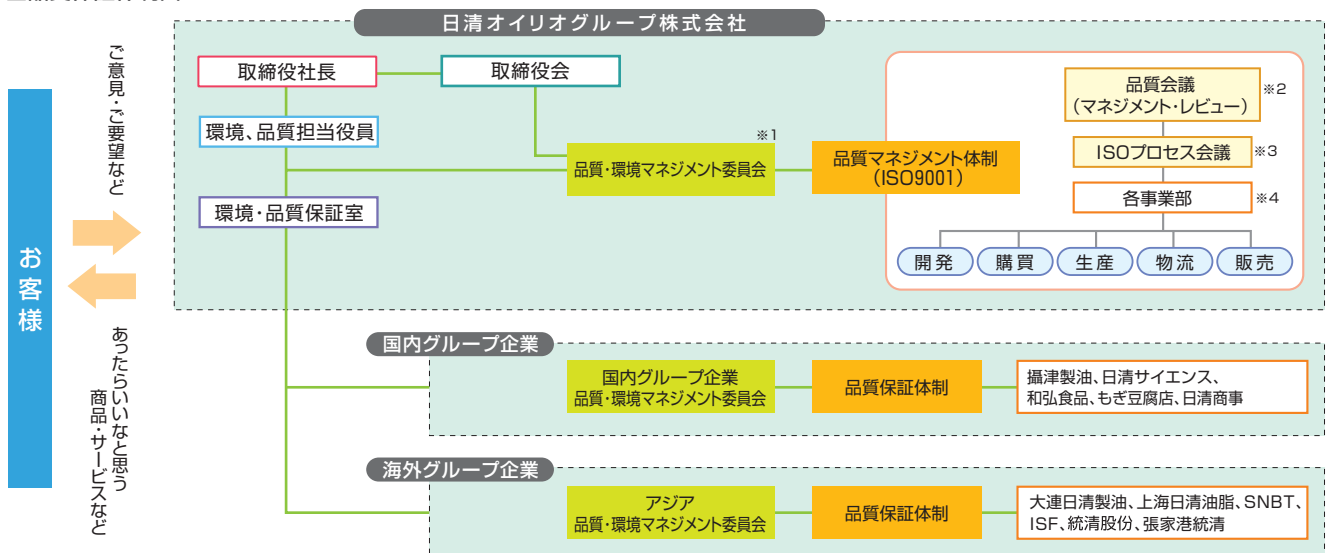 日清オイリオグループ株式会社
お客様
ご意見・ご要望など
あったらいいなと思う
商品・サービスなど
取締役社長
取締役会
環境、品質担当役員
環境・品質保証室
※1
品質・環境マネジメント委員会
品質マネジメント体制
（ISO9001）
品質会議
（マネジメント・レビュー）
※2
ISOプロセス会議
※3
各事業部
※4
開発
購買
生産
物流
販売
国内グループ企業
国内グループ企業
品質・環境マネジメント委員会
品質保証体制
攝津製油、日清サイエンス、
和弘食品、もぎ豆腐店、日清商事
海外グループ企業
アジア
品質・環境マネジメント委員会
品質保証体制
大連日清製油、上海日清油脂、SNBT、
ISF、統清股份、張家港統清